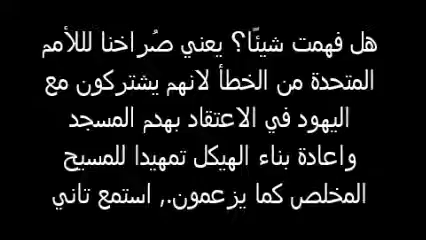 هل فهمت شيئًا؟ يعني صُراخنا لللأمم
المتحدة من الخطأ لانهم يشتركون مع
اليهود في الاعتقاد بهدم المسجد
واعادة بناء الهيكل تمهيدا للمسيح
المخلص كما يزعمون., استمع تاني